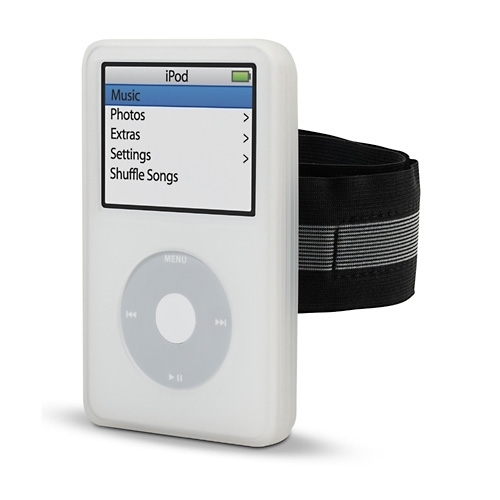 iPod
Music
Photos >
Extras >
Settings >
Shuffle Songs
MENU